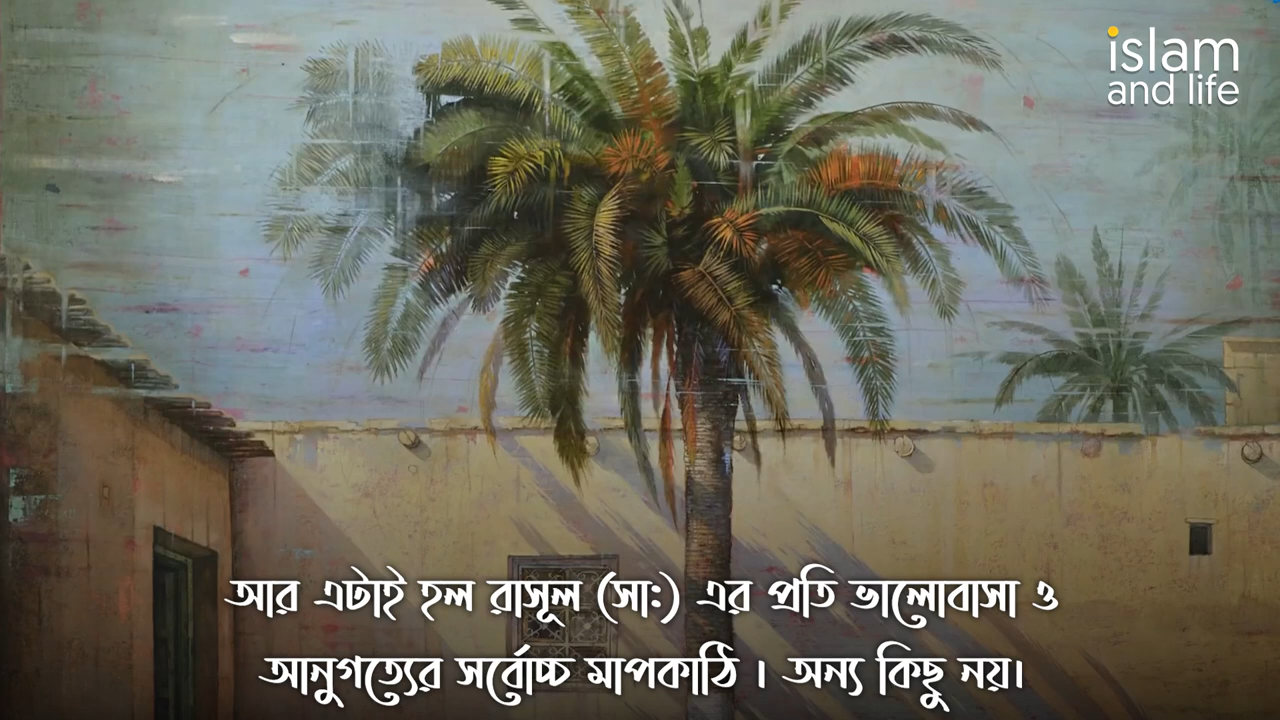 islam
and life
আর এটাই হল রাসূল (সা:) এর প্রতি ভালোবাসা ও
আনুগত্যের সর্বোচ্চ মাপকাঠি । অন্য কিছু নয়।